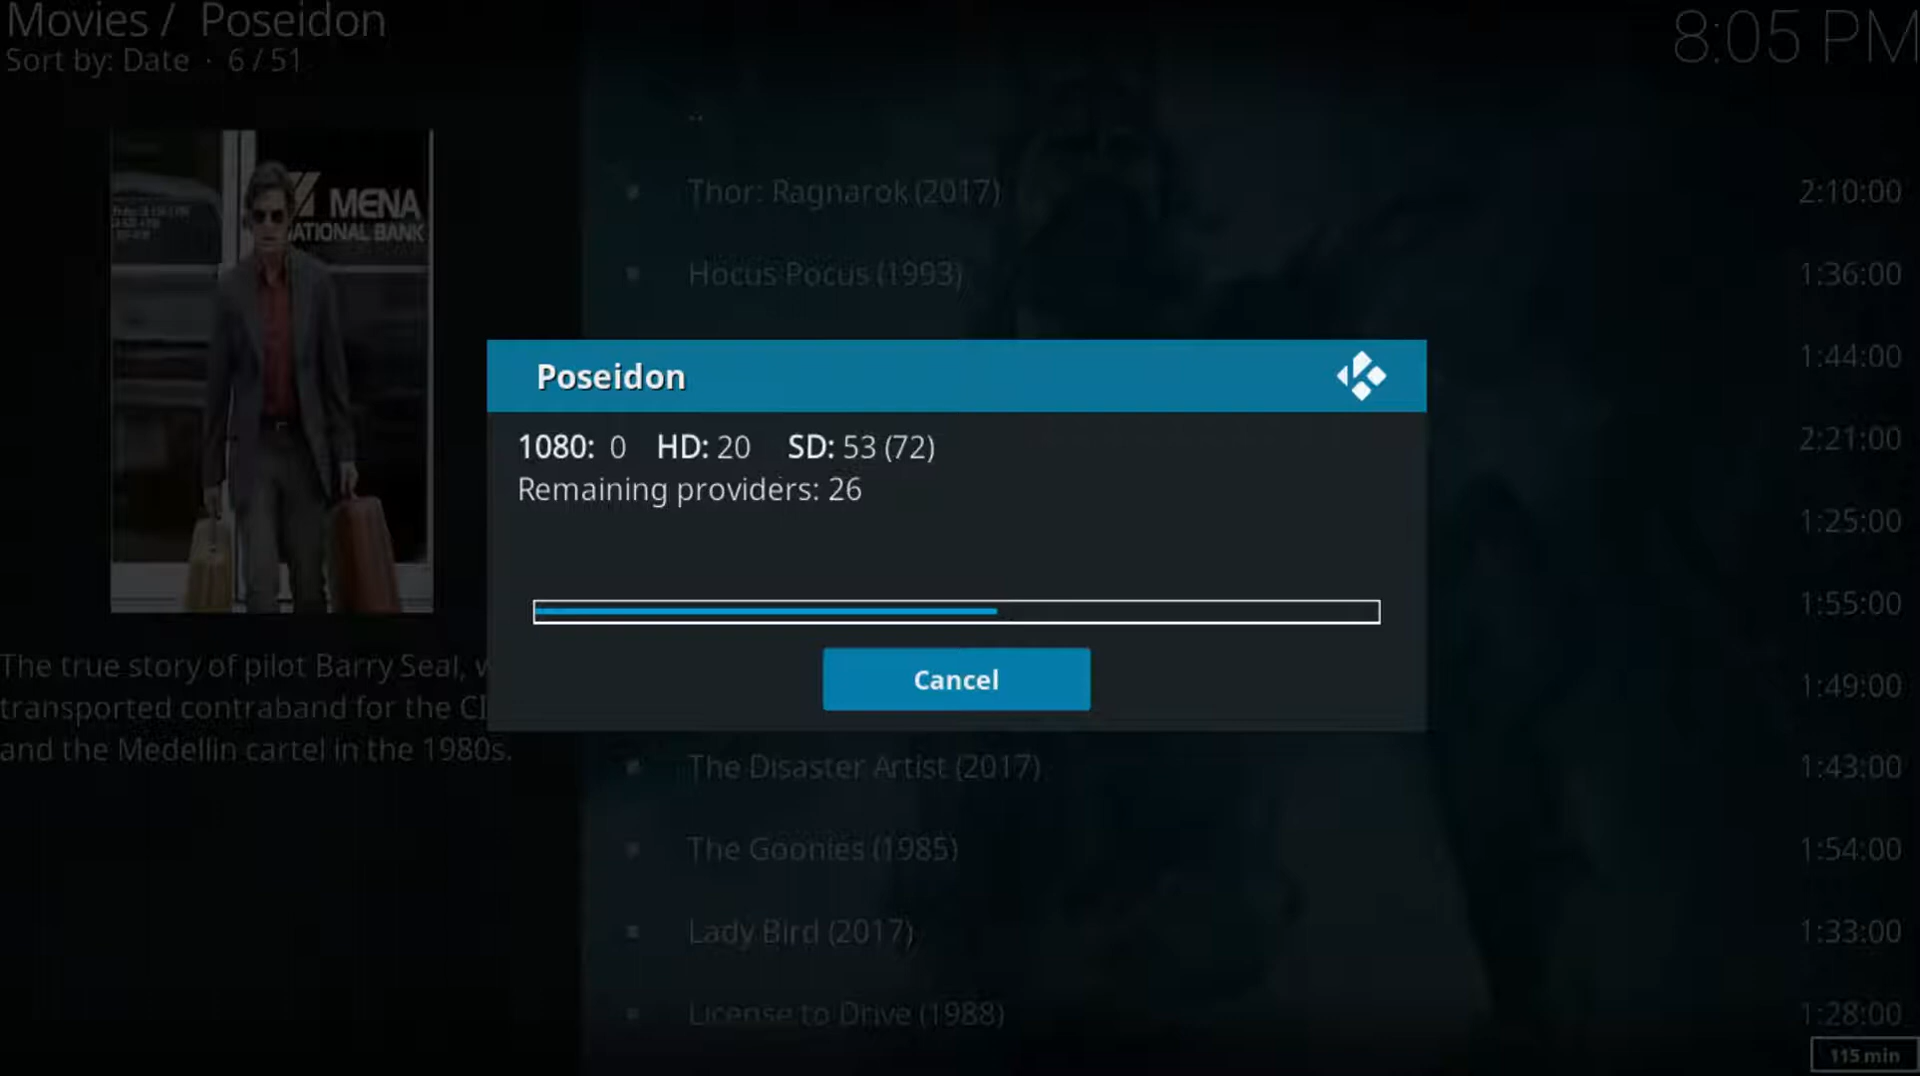 Movies / Poseidon
Sort by: Date · 6 / 51
8:05 PM
..
Thor: Ragnarok (2017)
2:10:00
Hocus Pocus (1993)
1:36:00
1:44:00
2:21:00
1:25:00
1:55:00
1:49:00
MENA
ATIONAL BANK
Poseidon
1080: 0 HD: 20 SD: 53 (72)
Remaining providers: 26
Cancel
The true story of pilot Barry Seal, w
transported contraband for the CI
and the Medellin cartel in the 1980s.
The Disaster Artist (2017)
1:43:00
The Goonies (1985)
1:54:00
Lady Bird (2017)
1:33:00
License to Drive (1988)
1:28:00
115 min